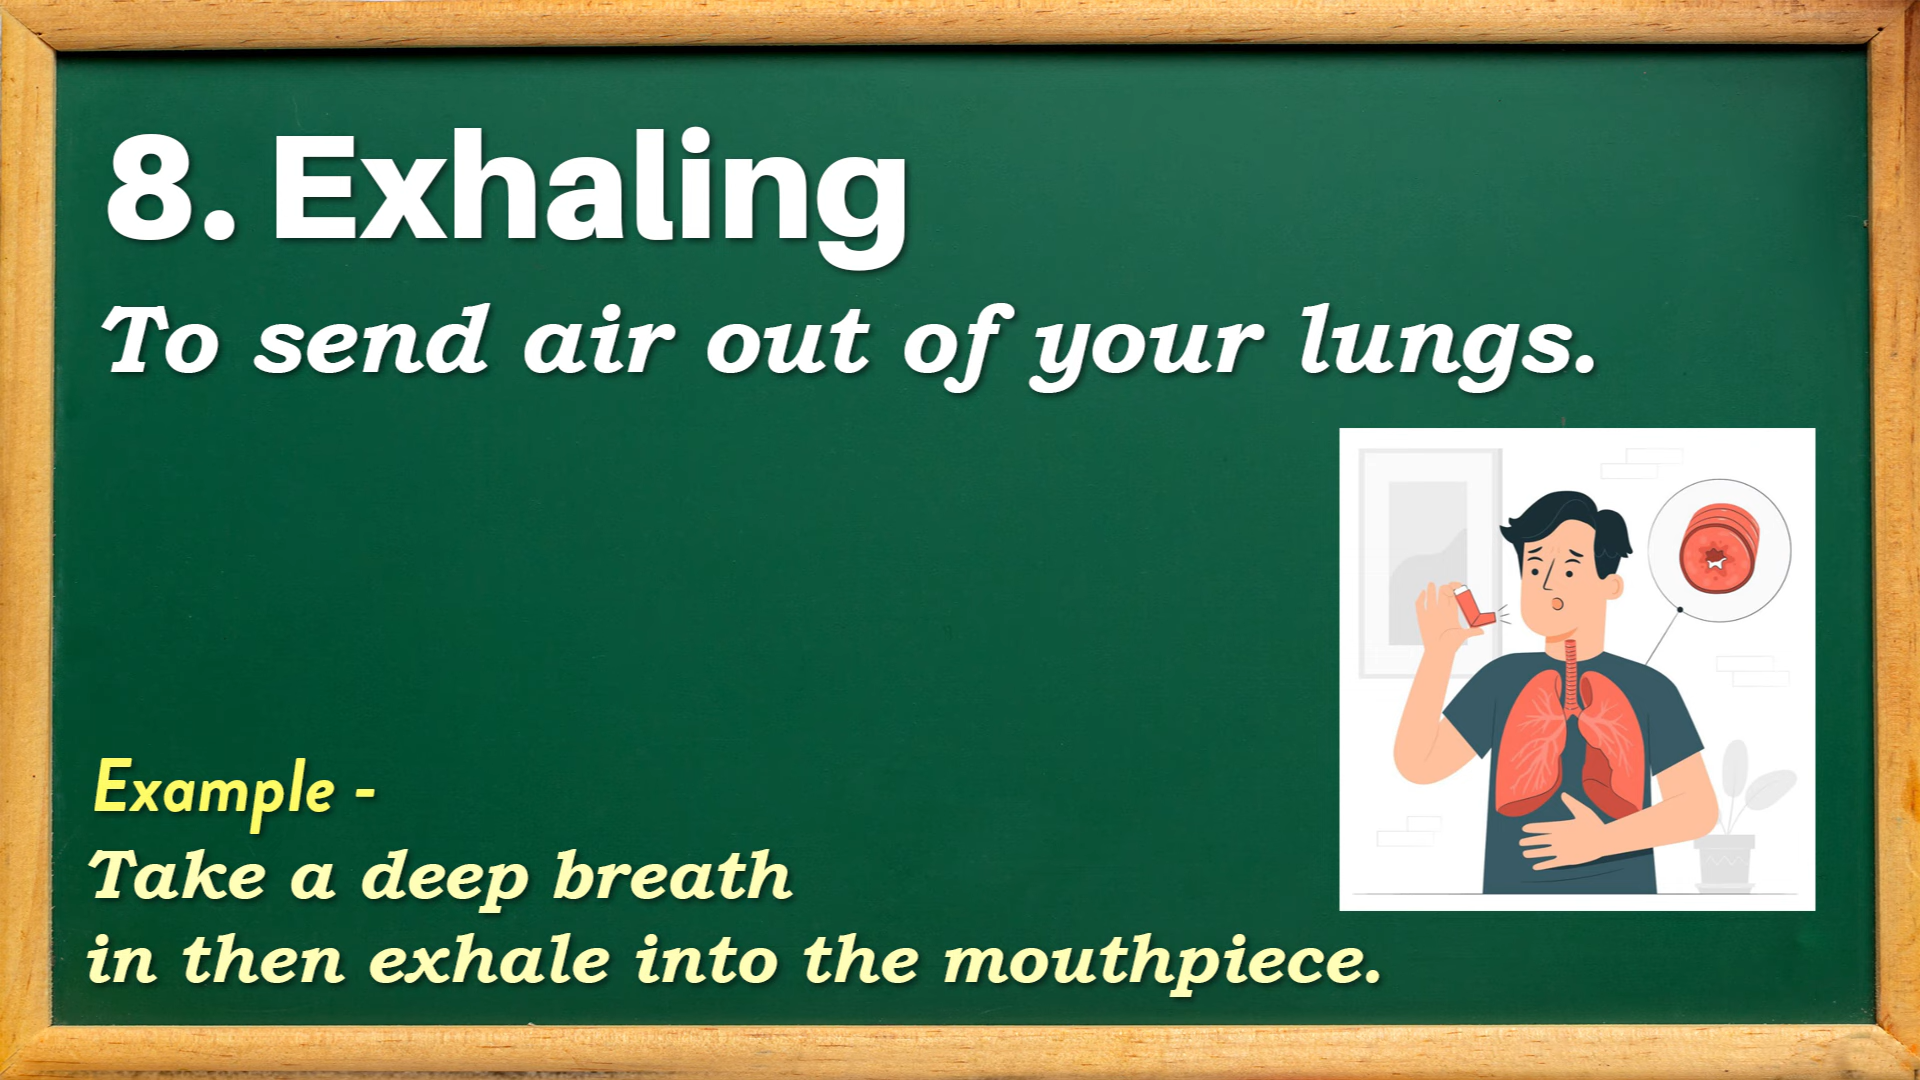 8. Exhaling
To send air out of your lungs.
Example -
Take a deep breath
in then exhale into the mouthpiece.